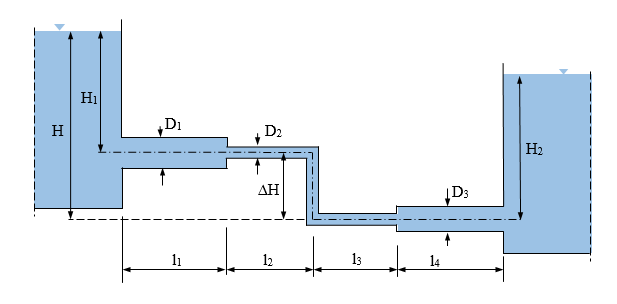 H₁
D₁
D₂
H
H₂
ΔH
D₃
l₁ l₂ l₃ l₄